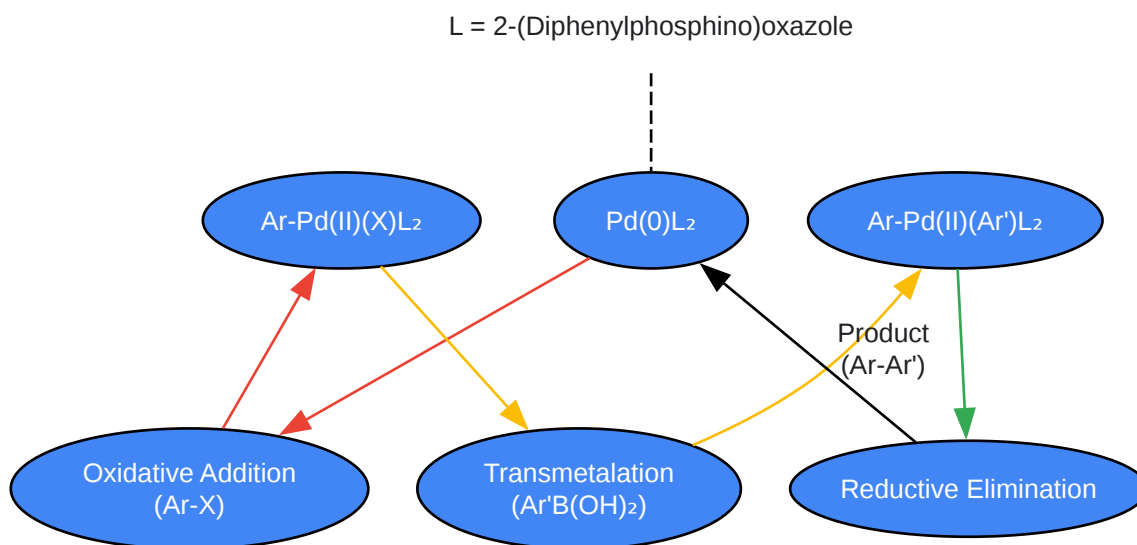 L = 2-(Diphenylphosphino)oxazole
Ar-Pd(II)(X)L₂
Pd(0)L₂
Ar-Pd(II)(Ar')L₂
Product
(Ar-Ar')
Oxidative Addition
(Ar-X)
Transmetalation
(Ar'B(OH)₂)
Reductive Elimination